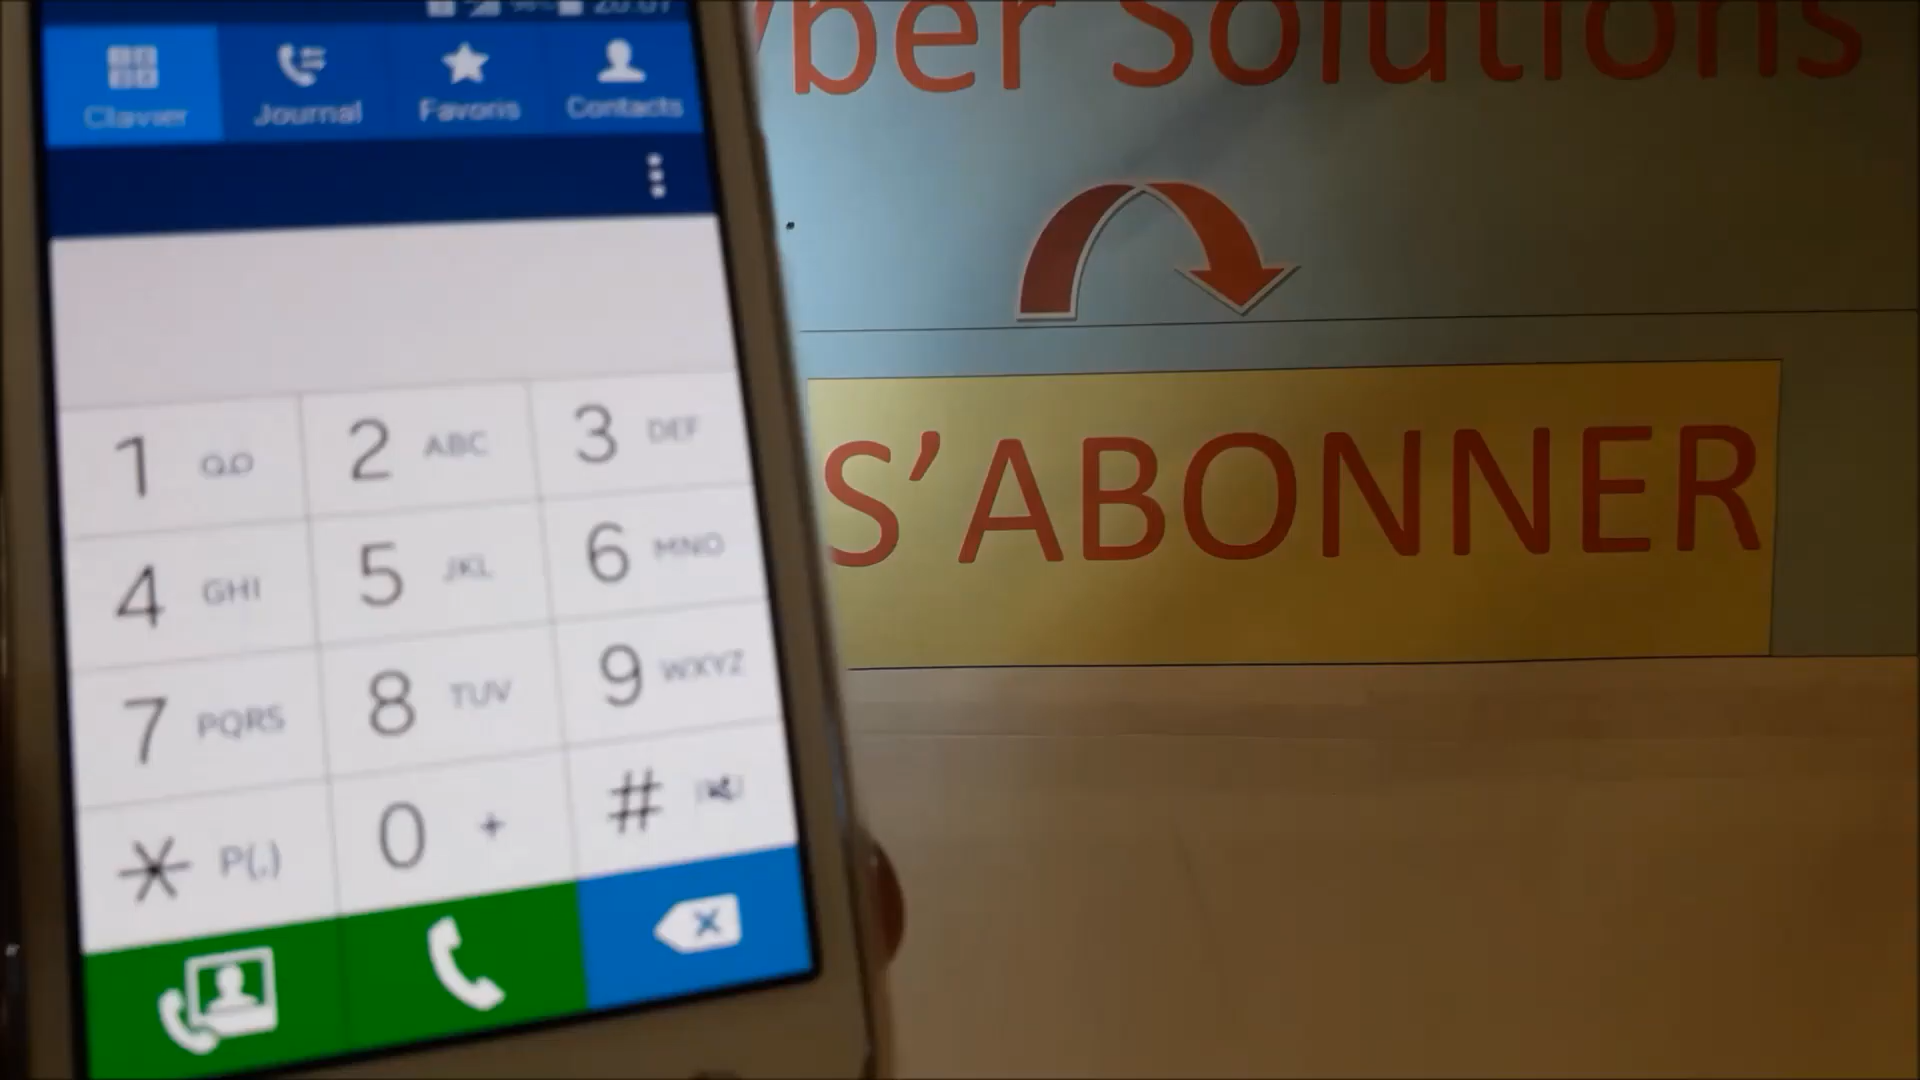 Clavier
Journal
Favoris
Contacts
1
2 ABC
3 DEF
4 GHI
5 JKL
6 MNO
7 PQRS
8 TUV
9 WXYZ
* P(,)
0 +
#
yber Solutions
S'ABONNER